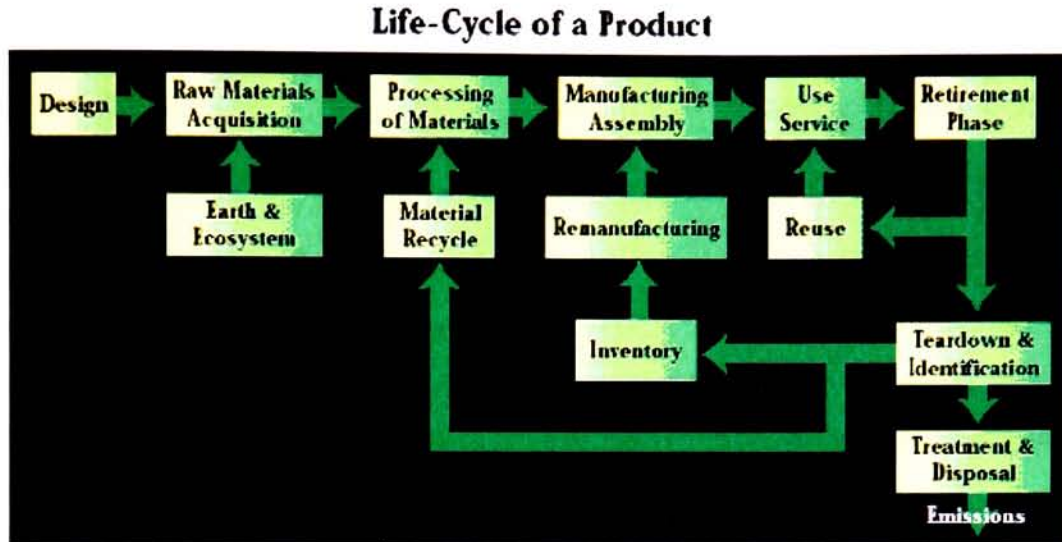 Life-Cycle of a Product
Design
Raw Materials
Acquisition
Processing
of Materials
Manufacturing
Assembly
Use
Service
Retirement
Phase
Earth &
Ecosystem
Material
Recycle
Remanufacturing
Reuse
Inventory
Teardown &
Identification
Treatment &
Disposal
Emissions